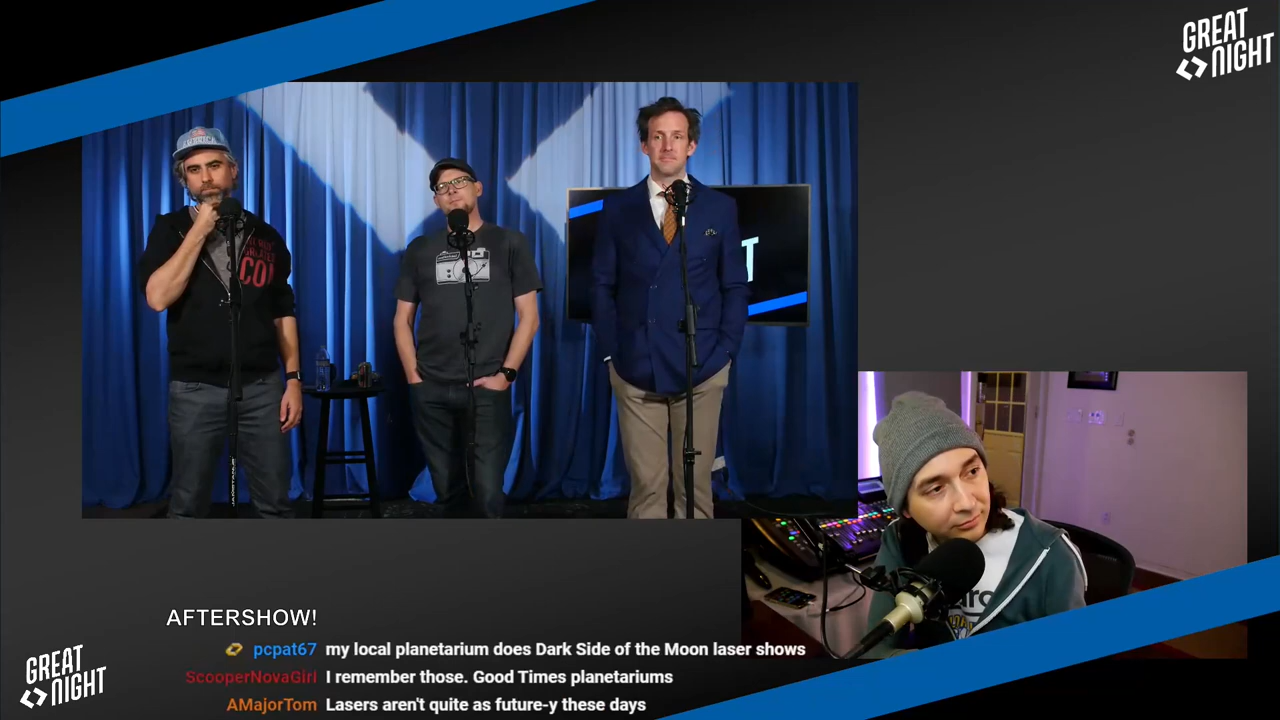 GREAT
NIGHT
CO
T
AFTERSHOW!
pcpat67 my local planetarium does Dark Side of the Moon laser shows
ScooperNovaGirl I remember those. Good Times planetariums
AMajorTom Lasers aren't quite as future-y these days
GREAT
NIGHT